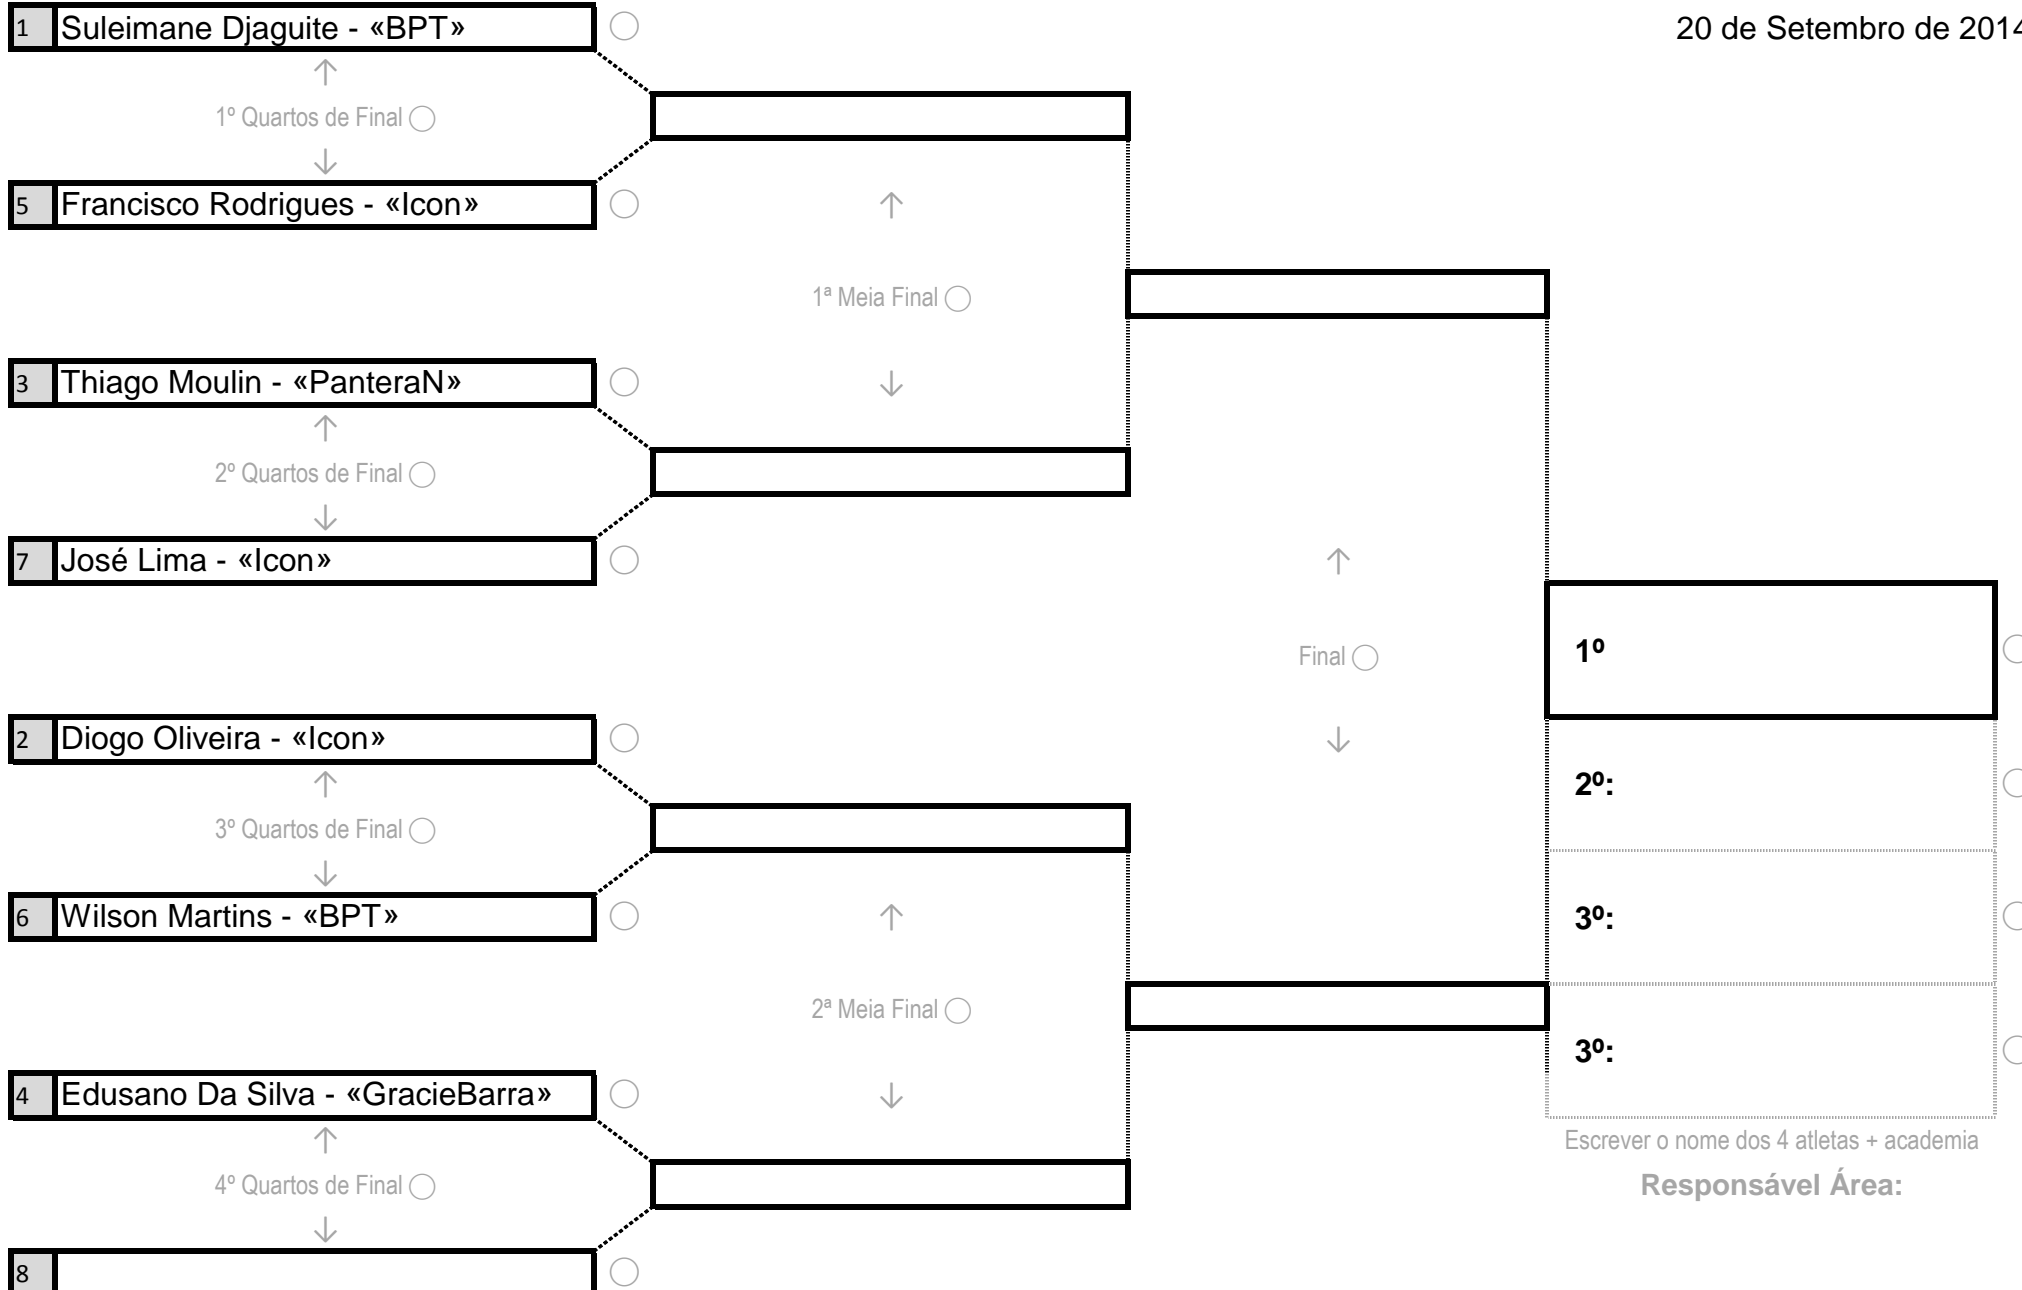 1 Suleimane Djaguite - «BPT»
20 de Setembro de 2014
1º Quartos de Final
5 Francisco Rodrigues - «Icon»
1ª Meia Final
3 Thiago Moulin - «PanteraN»
2º Quartos de Final
7 José Lima - «Icon»
Final
1º
2 Diogo Oliveira - «Icon»
2º:
3º Quartos de Final
6 Wilson Martins - «BPT»
3º:
2ª Meia Final
3º:
4 Edusano Da Silva - «GracieBarra»
Escrever o nome dos 4 atletas + academia
4º Quartos de Final
Responsável Área:
8